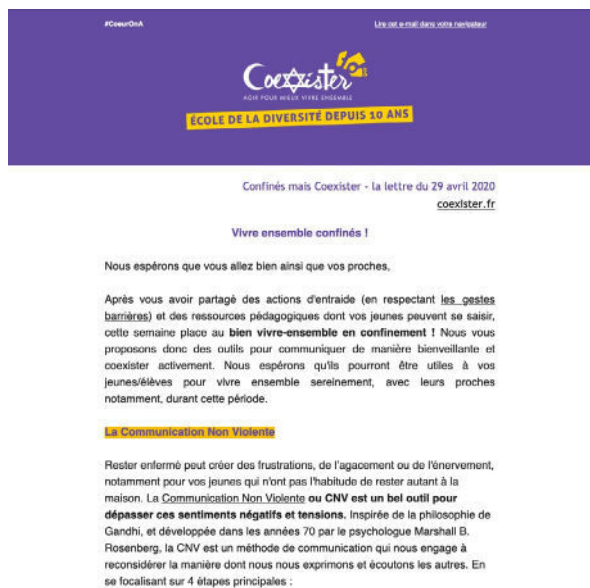 #CoeurOnA
Lire cet e-mail dans votre navigateur
Coexister
AGIR POUR MIEUX VIVRE ENSEMBLE
ÉCOLE DE LA DIVERSITÉ DEPUIS 10 ANS
Confinés mais Coexister - la lettre du 29 avril 2020
coexister.fr
Vivre ensemble confinés !
Nous espérons que vous allez bien ainsi que vos proches,
Après vous avoir partagé des actions d'entraide (en respectant les gestes
barrières) et des ressources pédagogiques dont vos jeunes peuvent se saisir,
cette semaine place au bien vivre-ensemble en confinement ! Nous vous
proposons donc des outils pour communiquer de manière bienveillante et
coexister activement. Nous espérons qu'ils pourront être utiles à vos
jeunes/élèves pour vivre ensemble sereinement, avec leurs proches
notamment, durant cette période.
La Communication Non Violente
Rester enfermé peut créer des frustrations, de l'agacement ou de l'énervement,
notamment pour vos jeunes qui n'ont pas l'habitude de rester autant à la
maison. La Communication Non Violente ou CNV est un bel outil pour
dépasser ces sentiments négatifs et tensions. Inspirée de la philosophie de
Gandhi, et développée dans les années 70 par le psychologue Marshall B.
Rosenberg, la CNV est un méthode de communication qui nous engage à
reconsidérer la manière dont nous nous exprimons et écoutons les autres. En
se focalisant sur 4 étapes principales :